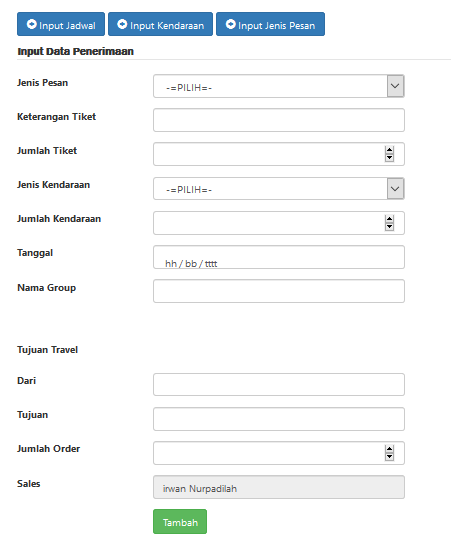 Input Jadwal Input Kendaraan Input Jenis Pesan
Input Data Penerimaan
Jenis Pesan -=PILIH=-
Keterangan Tiket
Jumlah Tiket
Jenis Kendaraan -=PILIH=-
Jumlah Kendaraan
Tanggal hh / bb / tttt
Nama Group
Tujuan Travel
Dari
Tujuan
Jumlah Order
Sales irwan Nurpadilah
Tambah